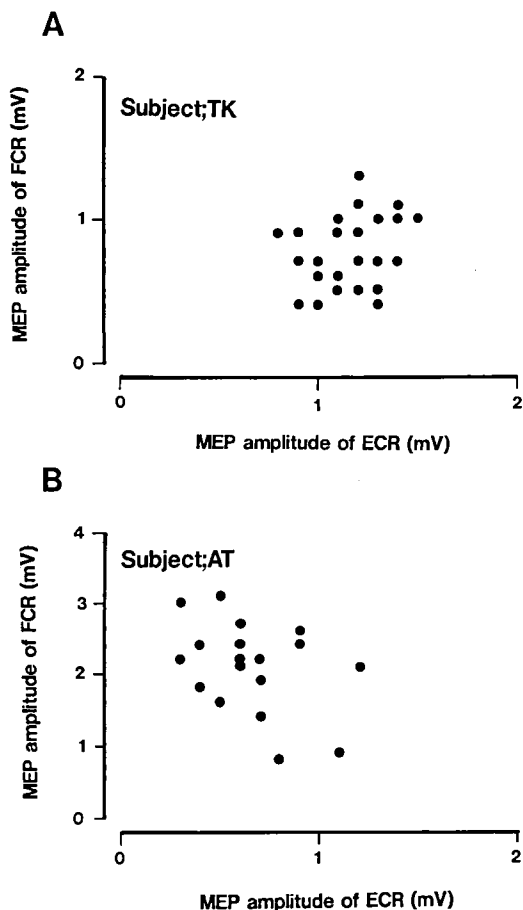 A
2
Subject;TK
1
0
MEP amplitude of FCR (mV)
0 1 2
MEP amplitude of ECR (mV)
B
4
Subject;AT
3
2
1
0
MEP amplitude of FCR (mV)
0 1 2
MEP amplitude of ECR (mV)